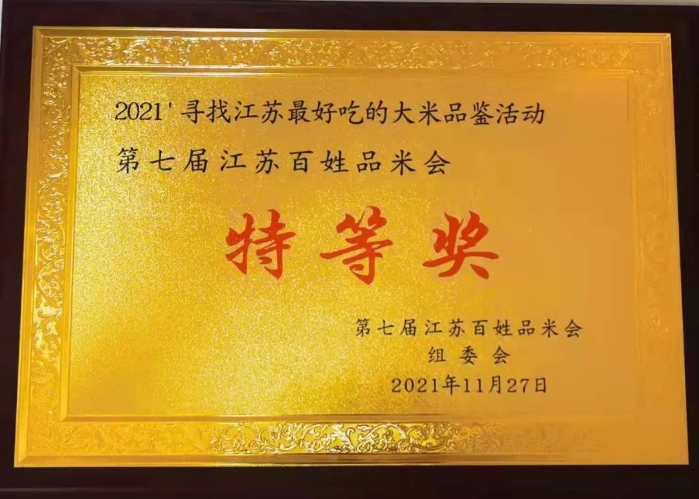 2021'寻找江苏最好吃的大米品鉴活动
第七届江苏百姓品米会
特等奖
第七届江苏百姓品米会
组委会
2021年11月27日